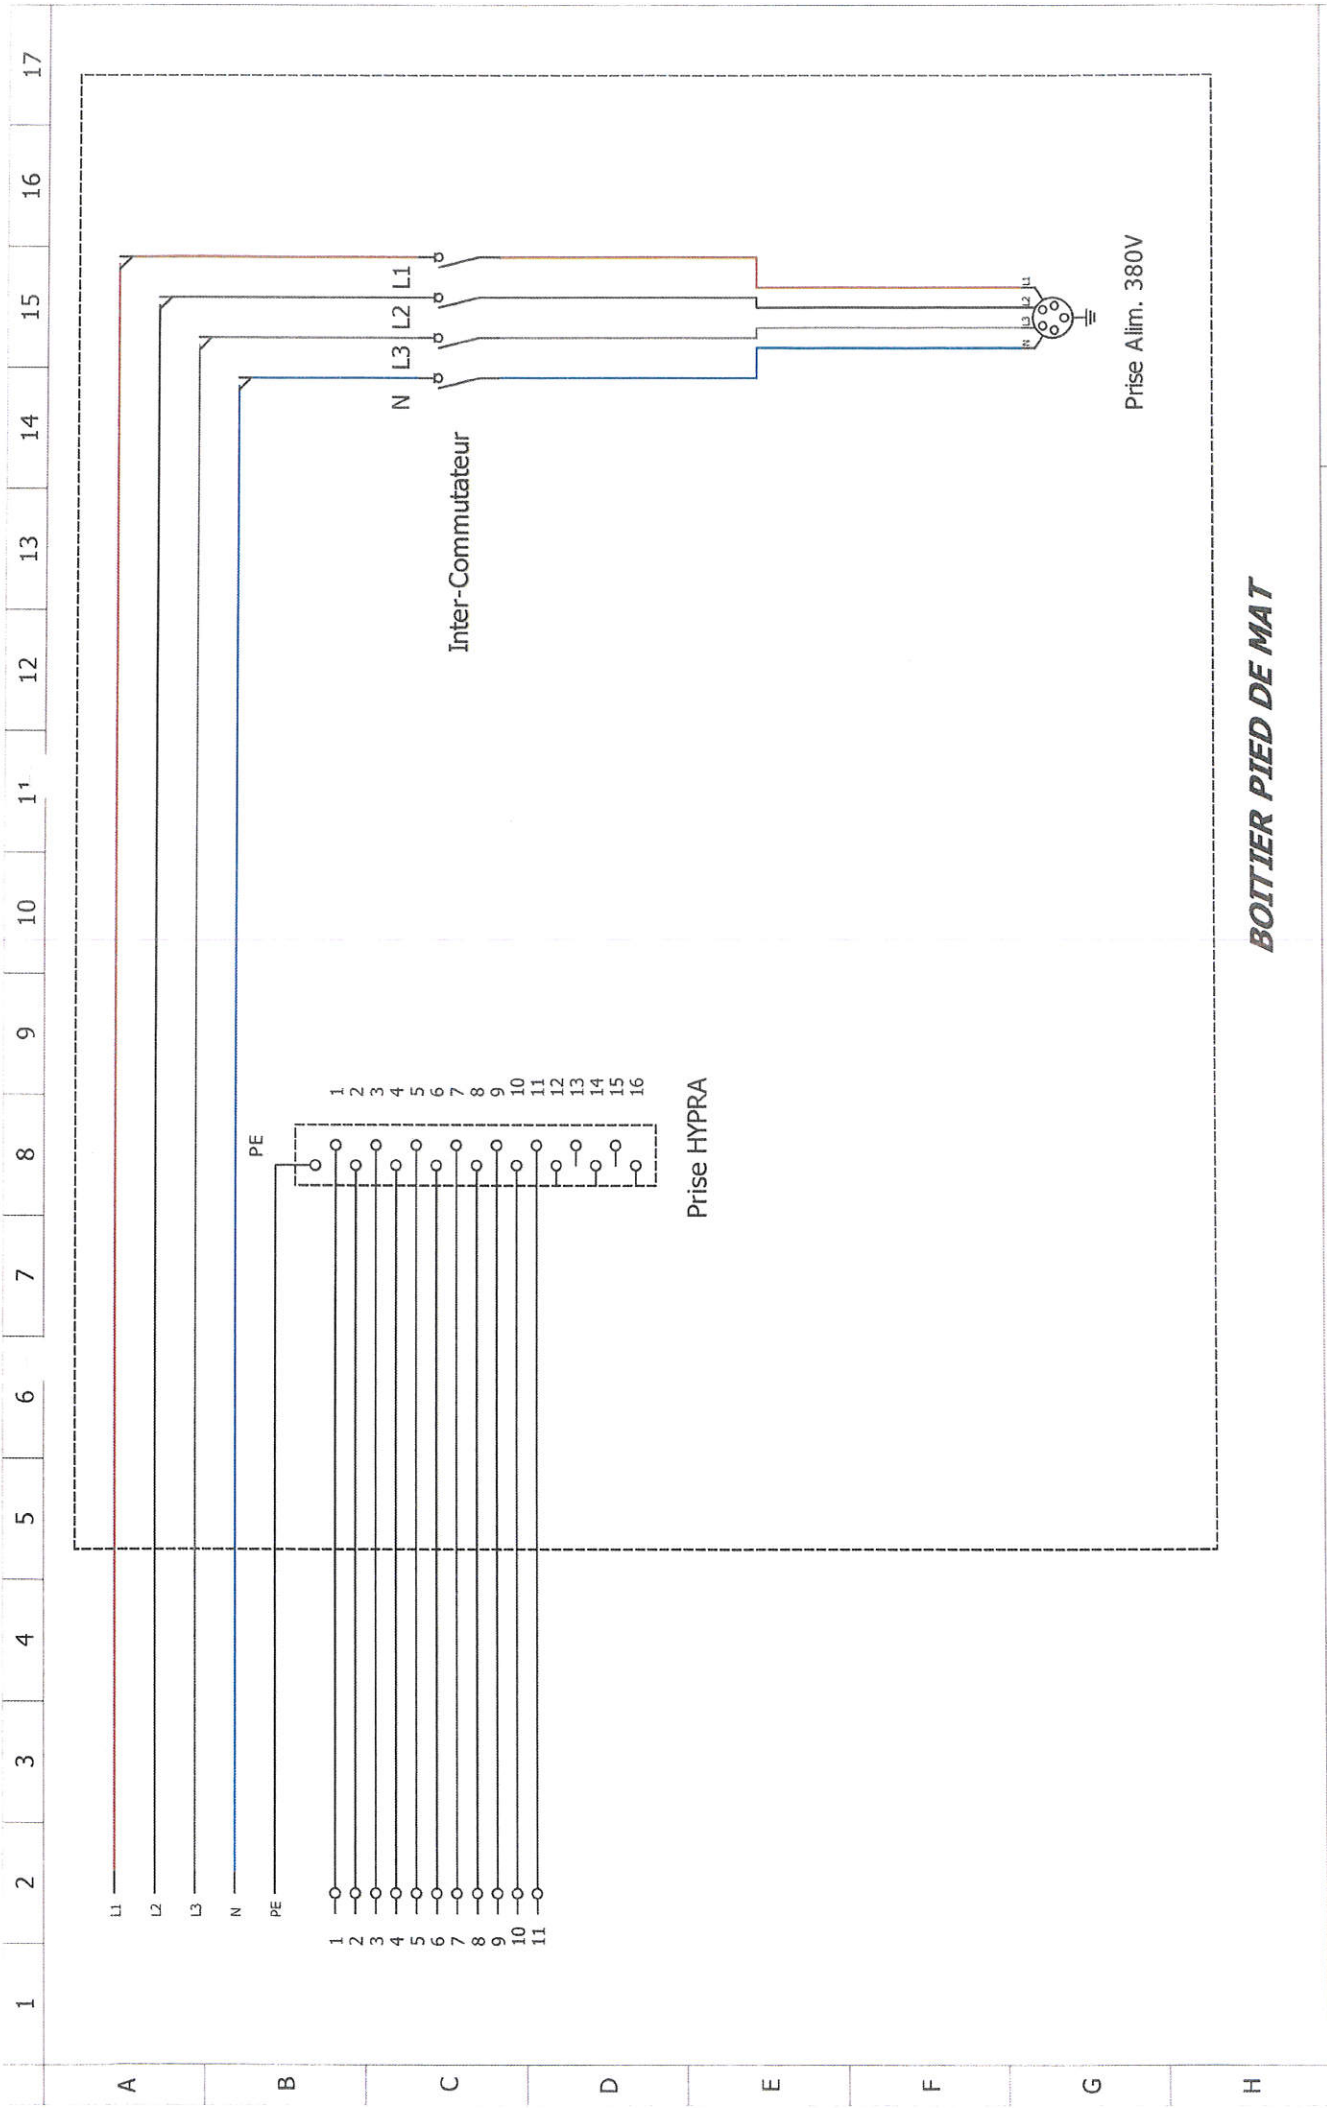 1 2 3 4 5 6 7 8 9 10 11 12 13 14 15 16 17
A
B
C
D
E
F
G
H
L1
L2
L3
N
PE
1
2
3
4
5
6
7
8
9
10
11
PE
1
2
3
4
5
6
7
8
9
10
11
12
13
14
15
16
Prise HYPRA
L1
L2
L3
N
Inter-Commutateur
L1
L2
L3
N
Prise Alim. 380V
BOITIER PIED DE MAT